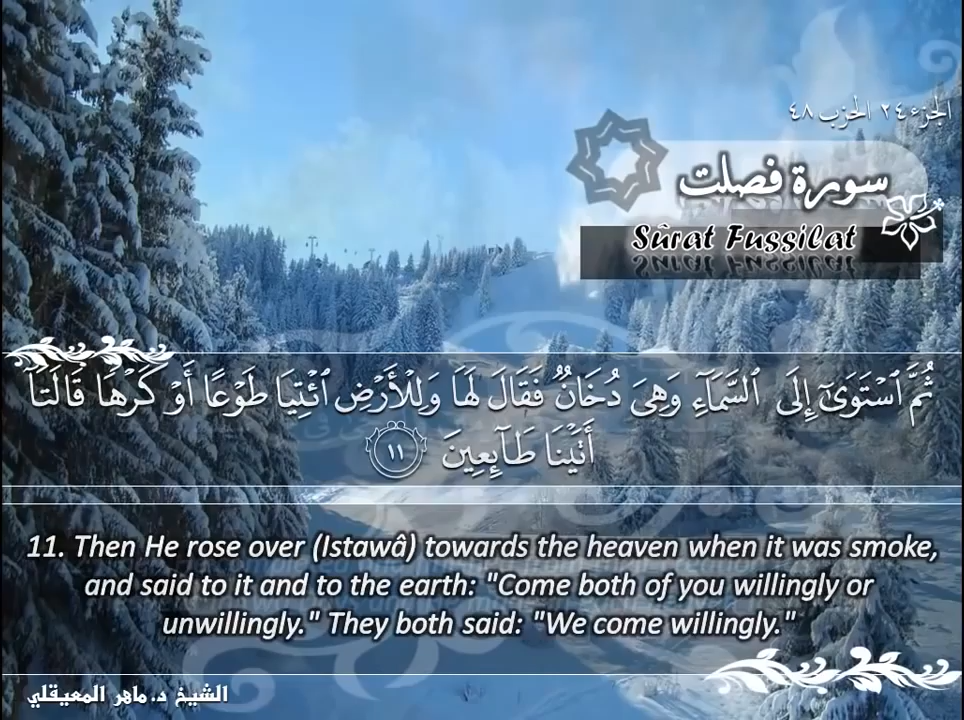 الجزء ٢٤ الحزب ٤٨
سورة فصلت
Sûrat Fussilat
ثُمَّ ٱسْتَوَىٰٓ إِلَى ٱلسَّمَآءِ وَهِىَ دُخَانٌ فَقَالَ لَهَا وَلِلْأَرْضِ ٱئْتِيَا طَوْعًا أَوْ كَرْهًا قَالَتَآ
أَتَيْنَا طَآئِعِينَ ١١
11. Then He rose over (Istawâ) towards the heaven when it was smoke,
and said to it and to the earth: "Come both of you willingly or
unwillingly." They both said: "We come willingly."
الشيخ د. ماهر المعيقلي